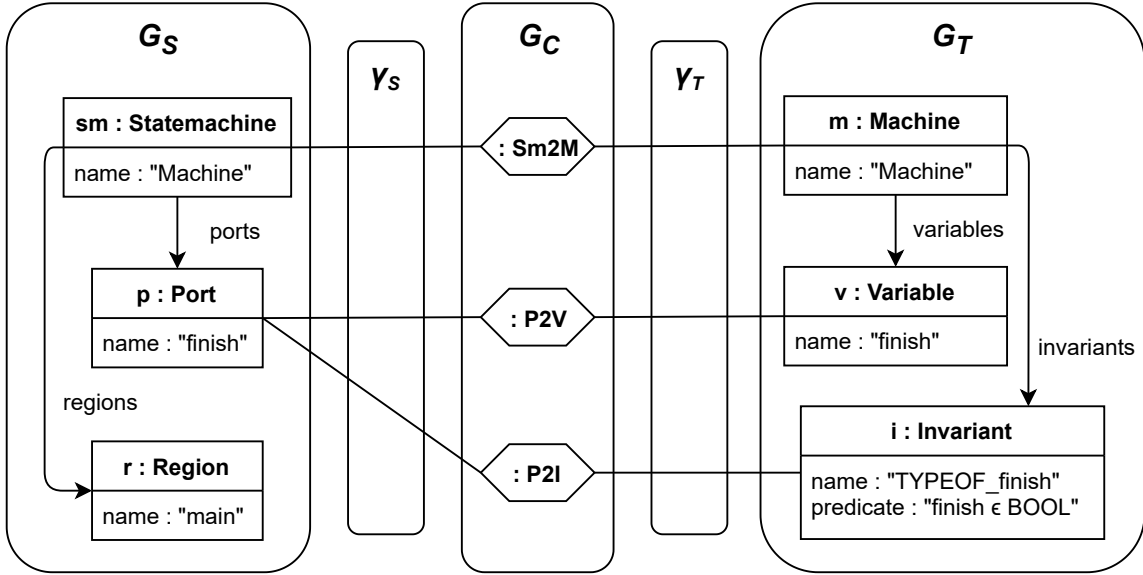 G_S
γ_S
G_C
γ_T
G_T
sm : Statemachine
name : "Machine"
: Sm2M
m : Machine
name : "Machine"
ports
variables
p : Port
name : "finish"
: P2V
v : Variable
name : "finish"
invariants
regions
r : Region
name : "main"
: P2I
i : Invariant
name : "TYPEOF_finish"
predicate : "finish ϵ BOOL"